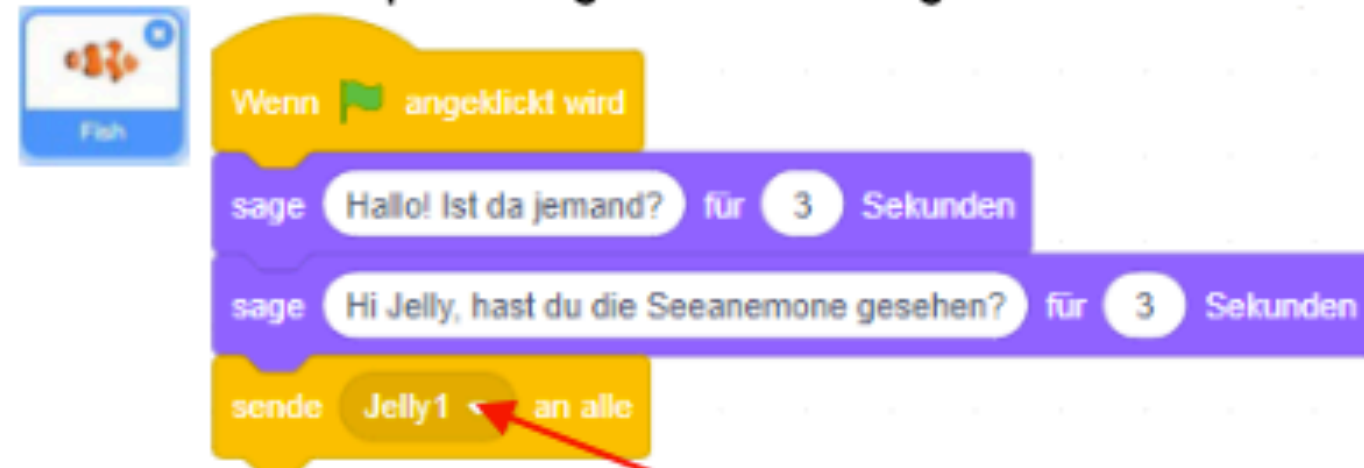 Fish
Wenn angeklickt wird
sage Hallo! Ist da jemand? für 3 Sekunden
sage Hi Jelly, hast du die Seeanemone gesehen? für 3 Sekunden
sende Jelly1 an alle